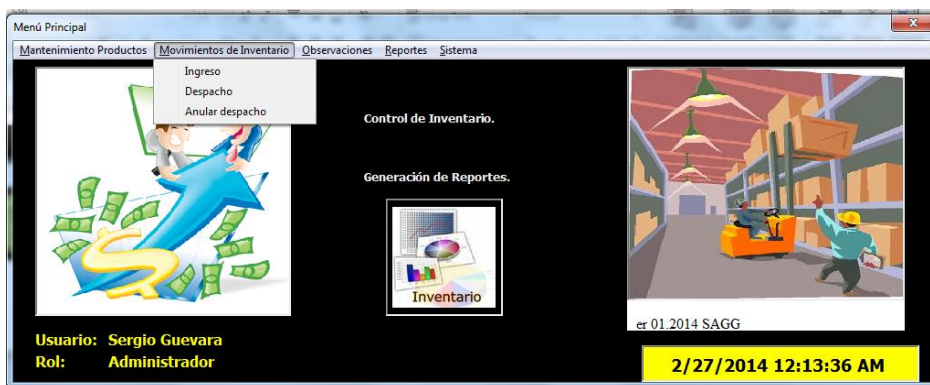 Menú Principal
Mantenimiento Productos Movimientos de Inventario Observaciones Reportes Sistema
Ingreso
Despacho
Anular despacho
Control de Inventario.
Generación de Reportes.
Inventario
er 01.2014 SAGG
Usuario: Sergio Guevara
Rol: Administrador
2/27/2014 12:13:36 AM